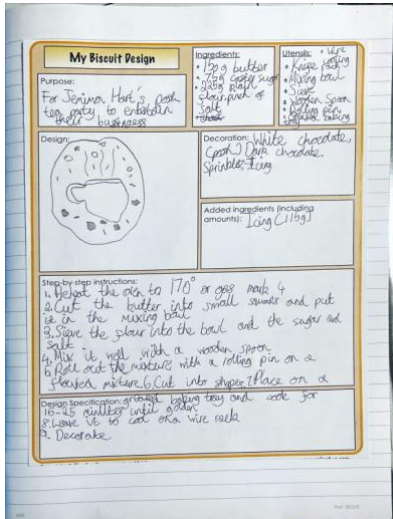 My Biscuit Design
Purpose:
For Jemimor Hart's posh
tea party to entertain
their business
Ingredients:
• 150g butter
• 75g caster sugar
• 225g plain
flour, pinch of
salt
Utensils: • Wire
cooling
• Knife rack
• Mixing bowl
• Sieve
• Wooden Spoon
• Rolling pin
baking
Design:
Decoration: White chocolate,
(posh) Dark chocolate
Sprinkles, Icing
Added ingredients (including
amounts): Icing (115g)
Step-by-step instructions:
1. Preheat the oven to 170° or gas mark 4
2. Cut the butter into small squares and put
it in the mixing bowl
3. Sieve the flour into the bowl and the sugar and
salt
4. Mix it well with a wooden spoon
Roll out the mixture with a rolling pin on a
floured mixture. 6. Cut into shapes 7. Place on a
Design Specification: greased baking tray and cook for
until golden
8. Leave it to cool on a wire rack
9. Decorate